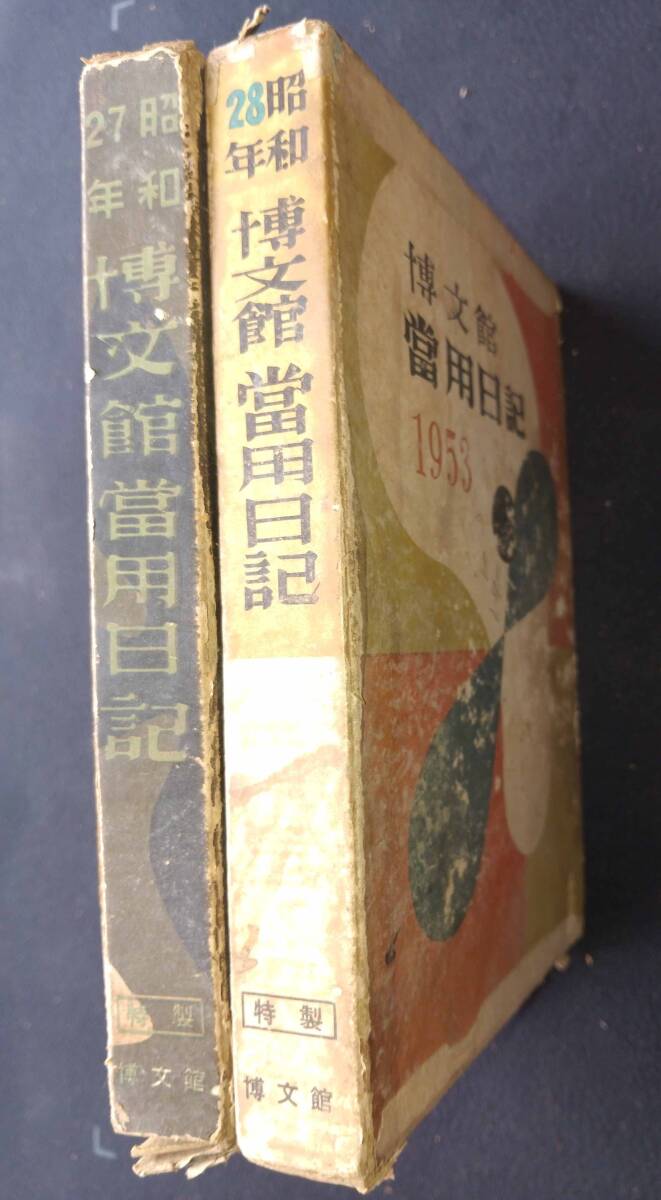 昭和
27年
博文館當用日記
特製
博文館
昭和
28年
博文館 當用日記
特製
博文館
博文館
當用日記
1953